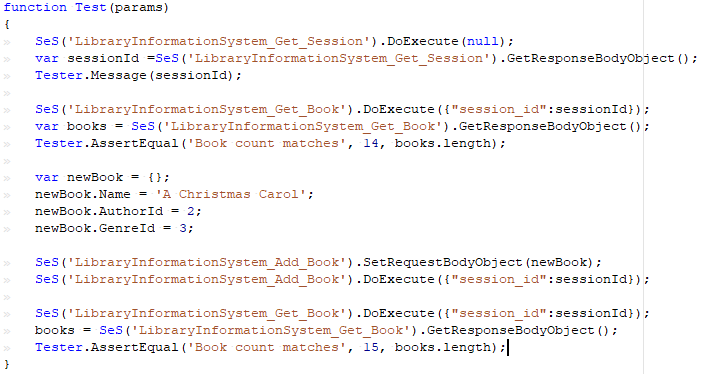 function Test(params)
{
SeS('LibraryInformationSystem_Get_Session').DoExecute(null);
var sessionId =SeS('LibraryInformationSystem_Get_Session').GetResponseBodyObject();
Tester.Message(sessionId);
SeS('LibraryInformationSystem_Get_Book').DoExecute({"session_id":sessionId});
var books = SeS('LibraryInformationSystem_Get_Book').GetResponseBodyObject();
Tester.AssertEqual('Book count matches', 14, books.length);
var newBook = {};
newBook.Name = 'A Christmas Carol';
newBook.AuthorId = 2;
newBook.GenreId = 3;
SeS('LibraryInformationSystem_Add_Book').SetRequestBodyObject(newBook);
SeS('LibraryInformationSystem_Add_Book').DoExecute({"session_id":sessionId});
SeS('LibraryInformationSystem_Get_Book').DoExecute({"session_id":sessionId});
books = SeS('LibraryInformationSystem_Get_Book').GetResponseBodyObject();
Tester.AssertEqual('Book count matches', 15, books.length);
}